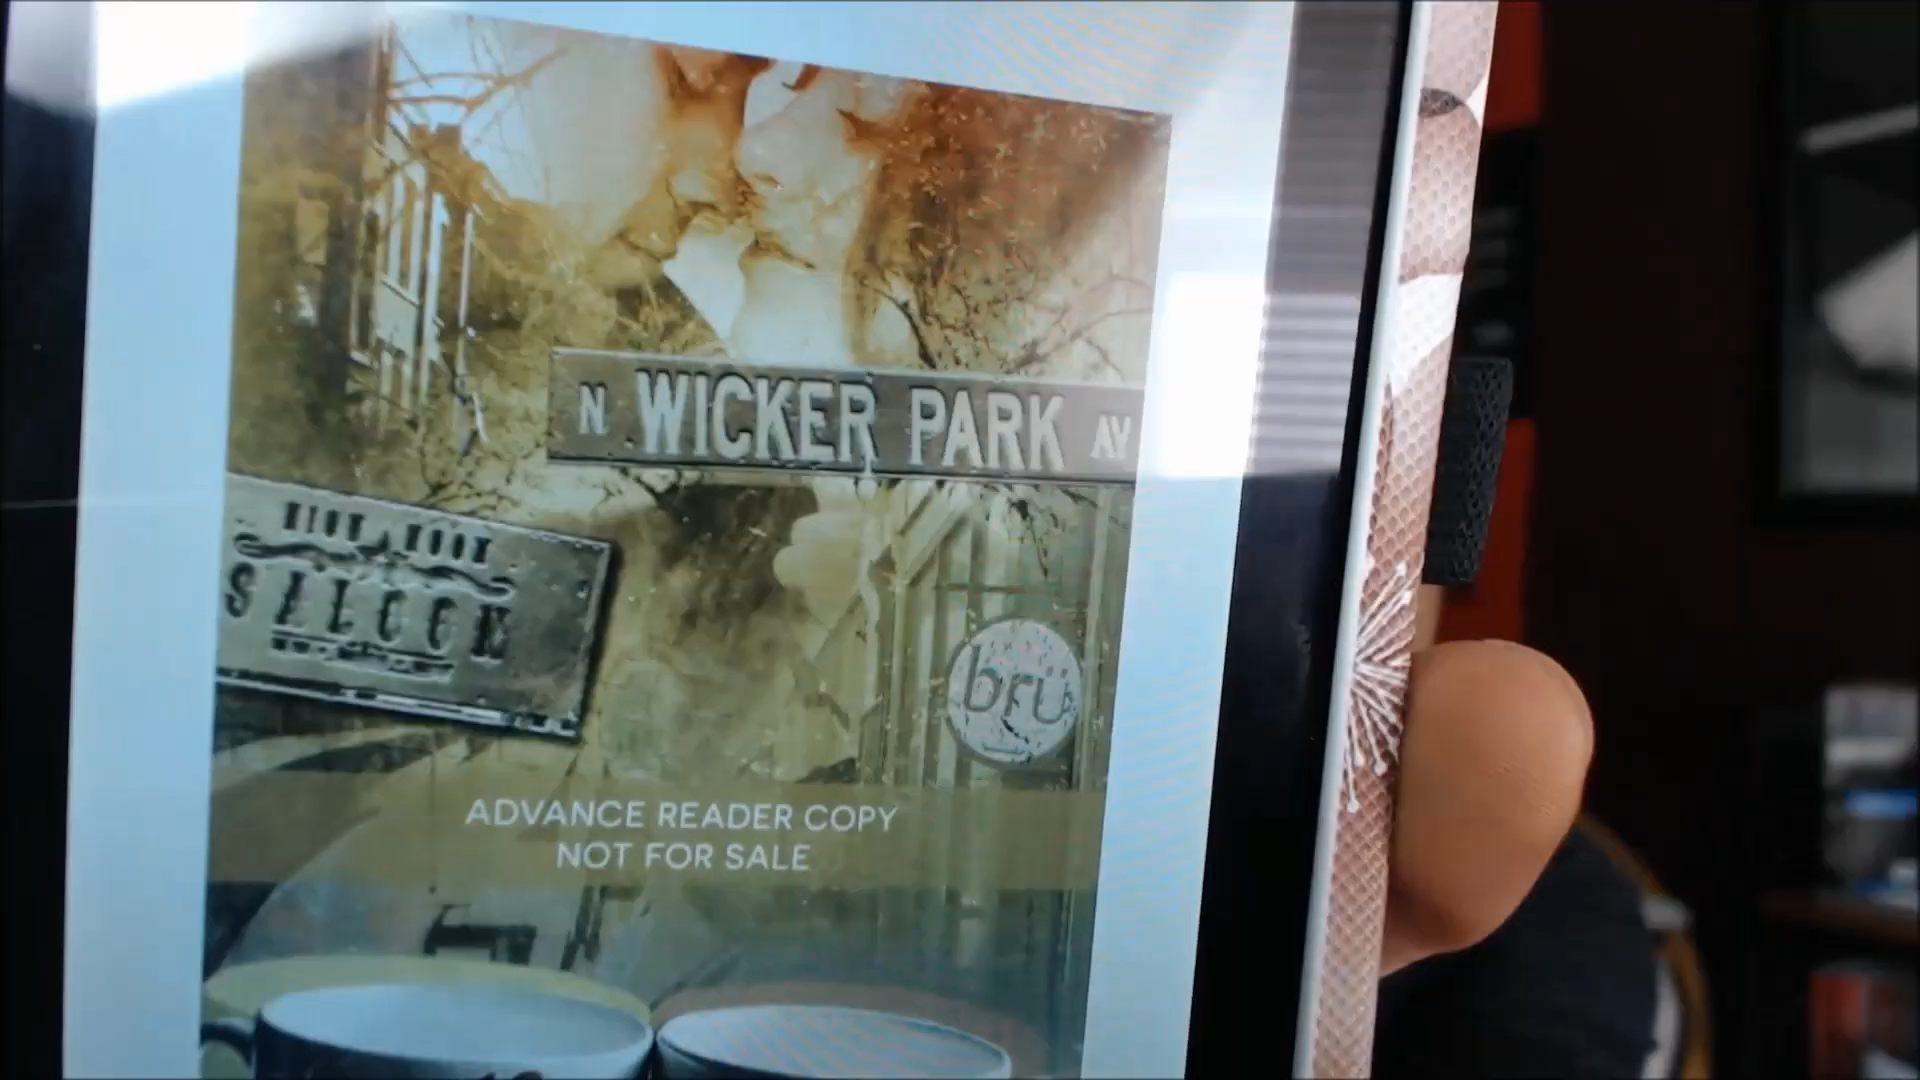 N WICKER PARK AV
SALOON
brü
ADVANCE READER COPY
NOT FOR SALE